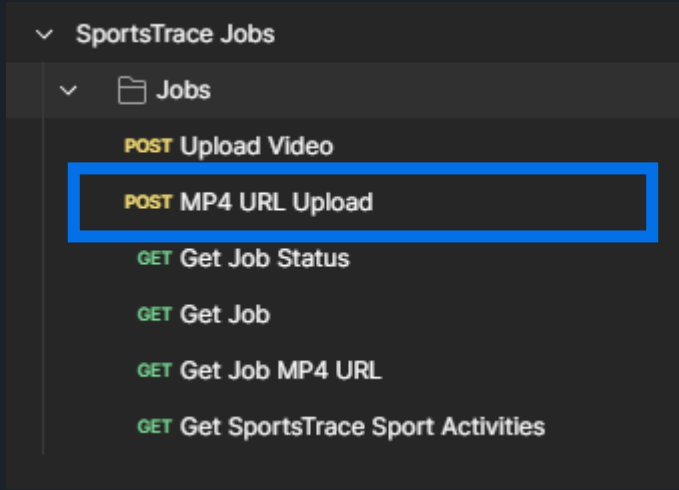 SportsTrace Jobs
Jobs
POST Upload Video
POST MP4 URL Upload
GET Get Job Status
GET Get Job
GET Get Job MP4 URL
GET Get SportsTrace Sport Activities